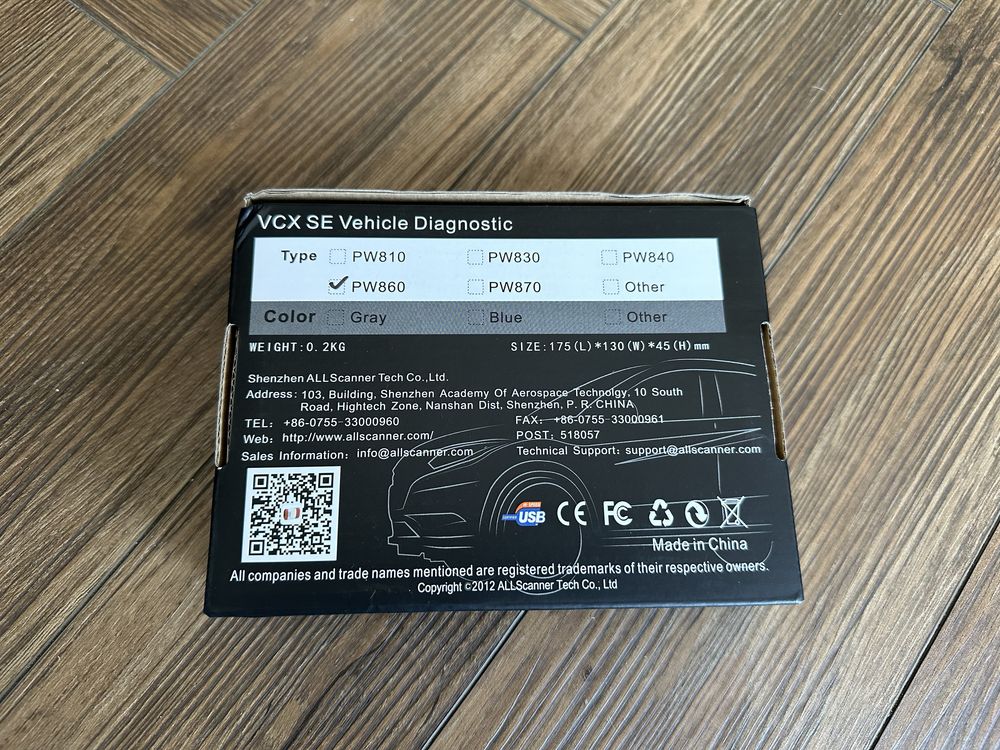 VCX SE Vehicle Diagnostic
Type PW810 PW830 PW840
PW860 PW870 Other
Color Gray Blue Other
WEIGHT:0.2KG SIZE:175(L)*130(W)*45(H)mm
Shenzhen ALLScanner Tech Co.,Ltd.
Address: 103, Building, Shenzhen Academy Of Aerospace Technolgy, 10 South
Road, Hightech Zone, Nanshan Dist, Shenzhen, P. R. CHINA
TEL: +86-0755-33000960 FAX: +86-0755-33000961
Web: http://www.allscanner.com/ POST: 518057
Sales Information: info@allscanner.com Technical Support: support@allscanner.com
HI-SPEED
CERTIFIED USB CE FC
Made in China
All companies and trade names mentioned are registered trademarks of their respective owners.
Copyright ©2012 ALLScanner Tech Co., Ltd